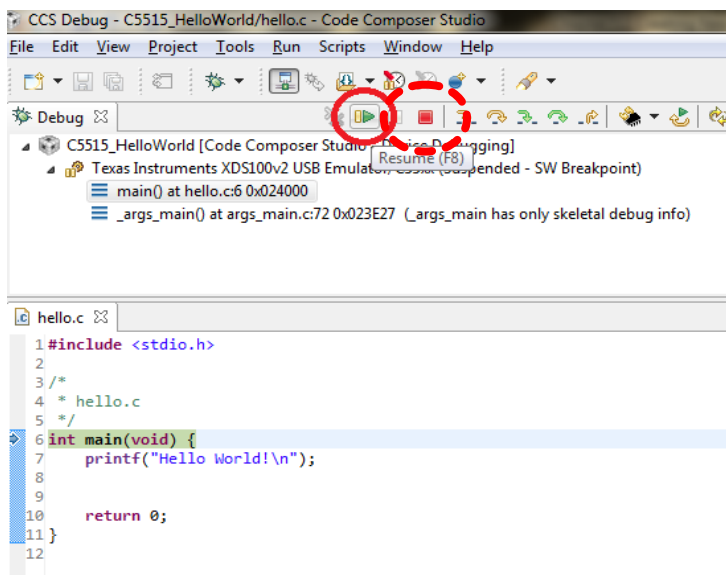 CCS Debug - C5515_HelloWorld/hello.c - Code Composer Studio
File Edit View Project Tools Run Scripts Window Help
Debug
C5515_HelloWorld [Code Composer Studio - Device Debugging]
Resume (F8)
Texas Instruments XDS100v2 USB Emulator/C55xx (Suspended - SW Breakpoint)
main() at hello.c:6 0x024000
_args_main() at args_main.c:72 0x023E27 (_args_main has only skeletal debug info)
.c hello.c
1 #include <stdio.h>
2
3 /*
4 * hello.c
5 */
6 int main(void) {
7 printf("Hello World!\n");
8
9
10 return 0;
11 }
12